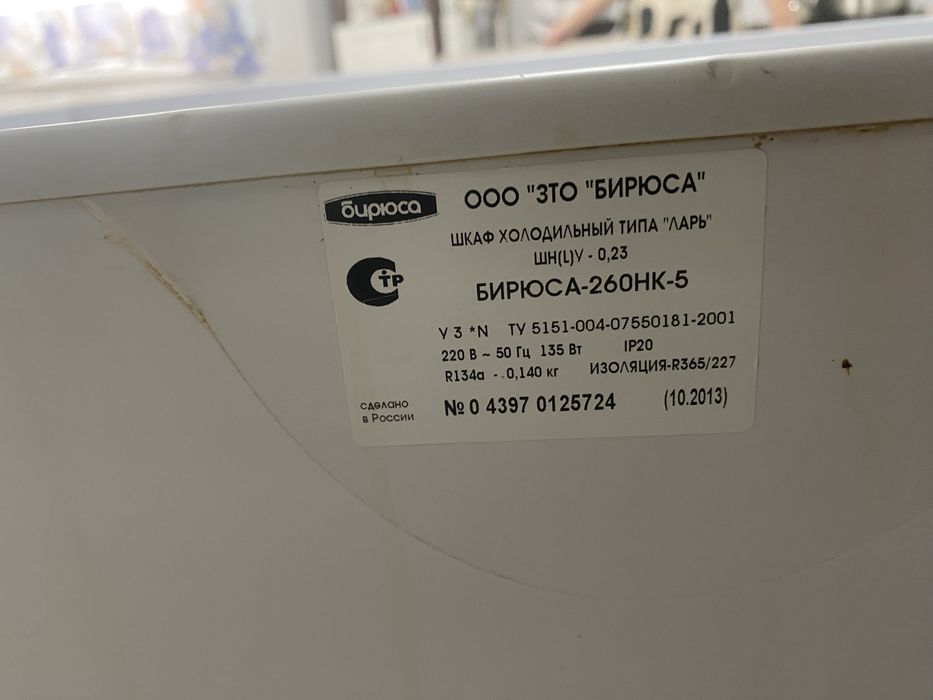 бирюса
ООО "ЗТО "БИРЮСА"
ШКАФ ХОЛОДИЛЬНЫЙ ТИПА "ЛАРЬ"
ШН(L)У - 0,23
тР
БИРЮСА-260НК-5
У 3 *N ТУ 5151-004-07550181-2001
220 В ~ 50 Гц 135 Вт IP20
R134a - 0,140 кг ИЗОЛЯЦИЯ-R365/227
сделано
в России
№ 0 4397 0125724 (10.2013)